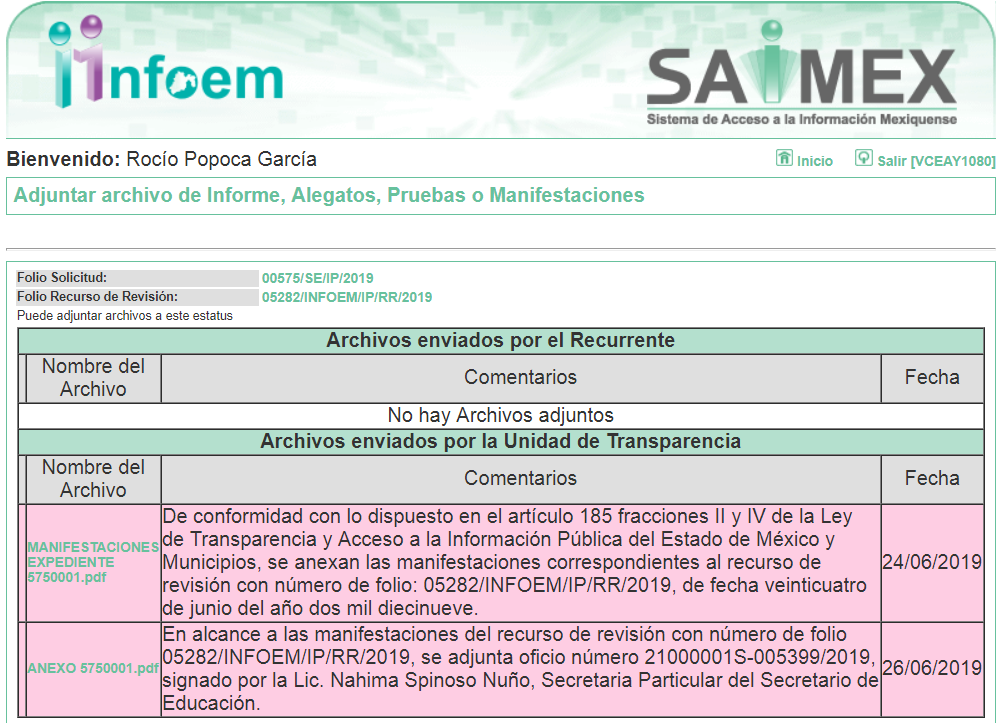 infoem
SAIMEX
Sistema de Acceso a la Información Mexiquense
Bienvenido: Rocío Popoca García
Inicio
Salir [VCEAY1080]
Adjuntar archivo de Informe, Alegatos, Pruebas o Manifestaciones
Folio Solicitud: 00575/SE/IP/2019
Folio Recurso de Revisión: 05282/INFOEM/IP/RR/2019
Puede adjuntar archivos a este estatus
Archivos enviados por el Recurrente
Nombre del
Archivo
Comentarios
Fecha
No hay Archivos adjuntos
Archivos enviados por la Unidad de Transparencia
Nombre del
Archivo
Comentarios
Fecha
MANIFESTACIONES
EXPEDIENTE
5750001.pdf
De conformidad con lo dispuesto en el artículo 185 fracciones II y IV de la Ley
de Transparencia y Acceso a la Información Pública del Estado de México y
Municipios, se anexan las manifestaciones correspondientes al recurso de
revisión con número de folio: 05282/INFOEM/IP/RR/2019, de fecha veinticuatro
de junio del año dos mil diecinueve.
24/06/2019
ANEXO 5750001.pdf
En alcance a las manifestaciones del recurso de revisión con número de folio
05282/INFOEM/IP/RR/2019, se adjunta oficio número 21000001S-005399/2019,
signado por la Lic. Nahima Spinoso Nuño, Secretaria Particular del Secretario de
Educación.
26/06/2019